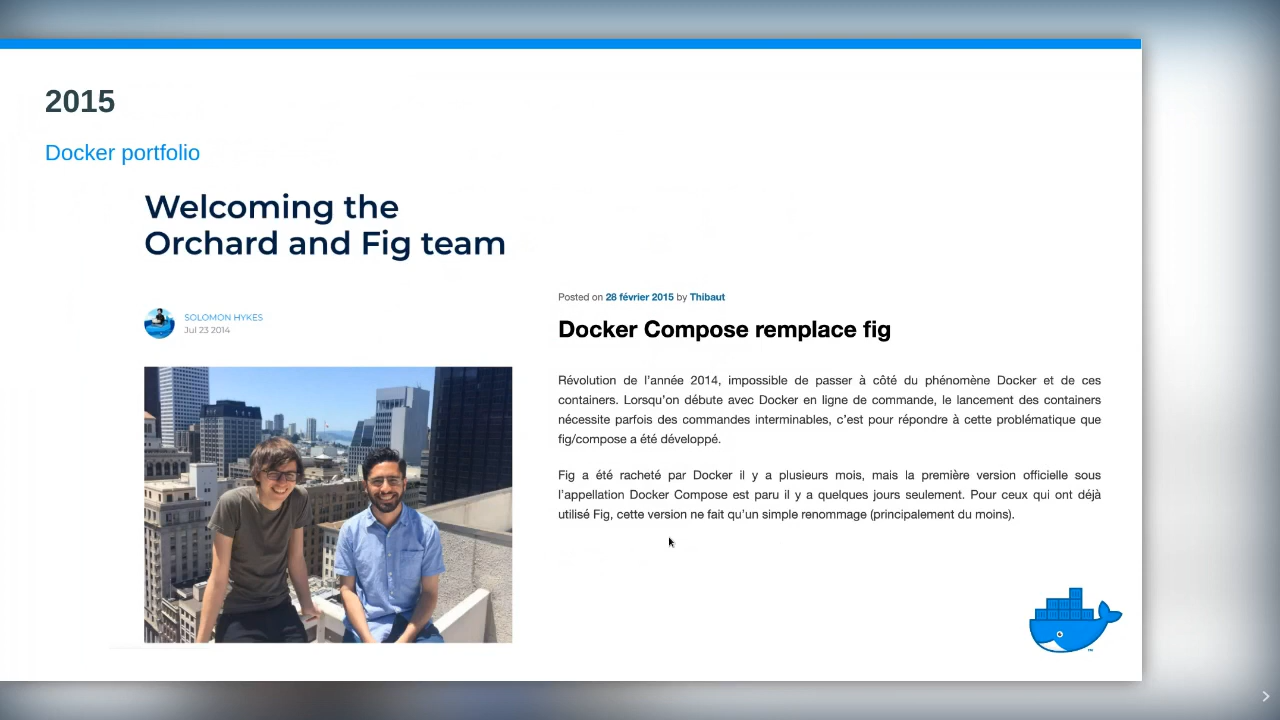 2015
Docker portfolio
Welcoming the
Orchard and Fig team
SOLOMON HYKES
Jul 23 2014
Posted on 28 février 2015 by Thibaut
Docker Compose remplace fig
Révolution de l'année 2014, impossible de passer à côté du phénomène Docker et de ces
containers. Lorsqu'on débute avec Docker en ligne de commande, le lancement des containers
nécessite parfois des commandes interminables, c'est pour répondre à cette problématique que
fig/compose a été développé.
Fig a été racheté par Docker il y a plusieurs mois, mais la première version officielle sous
l'appellation Docker Compose est paru il y a quelques jours seulement. Pour ceux qui ont déjà
utilisé Fig, cette version ne fait qu'un simple renommage (principalement du moins).